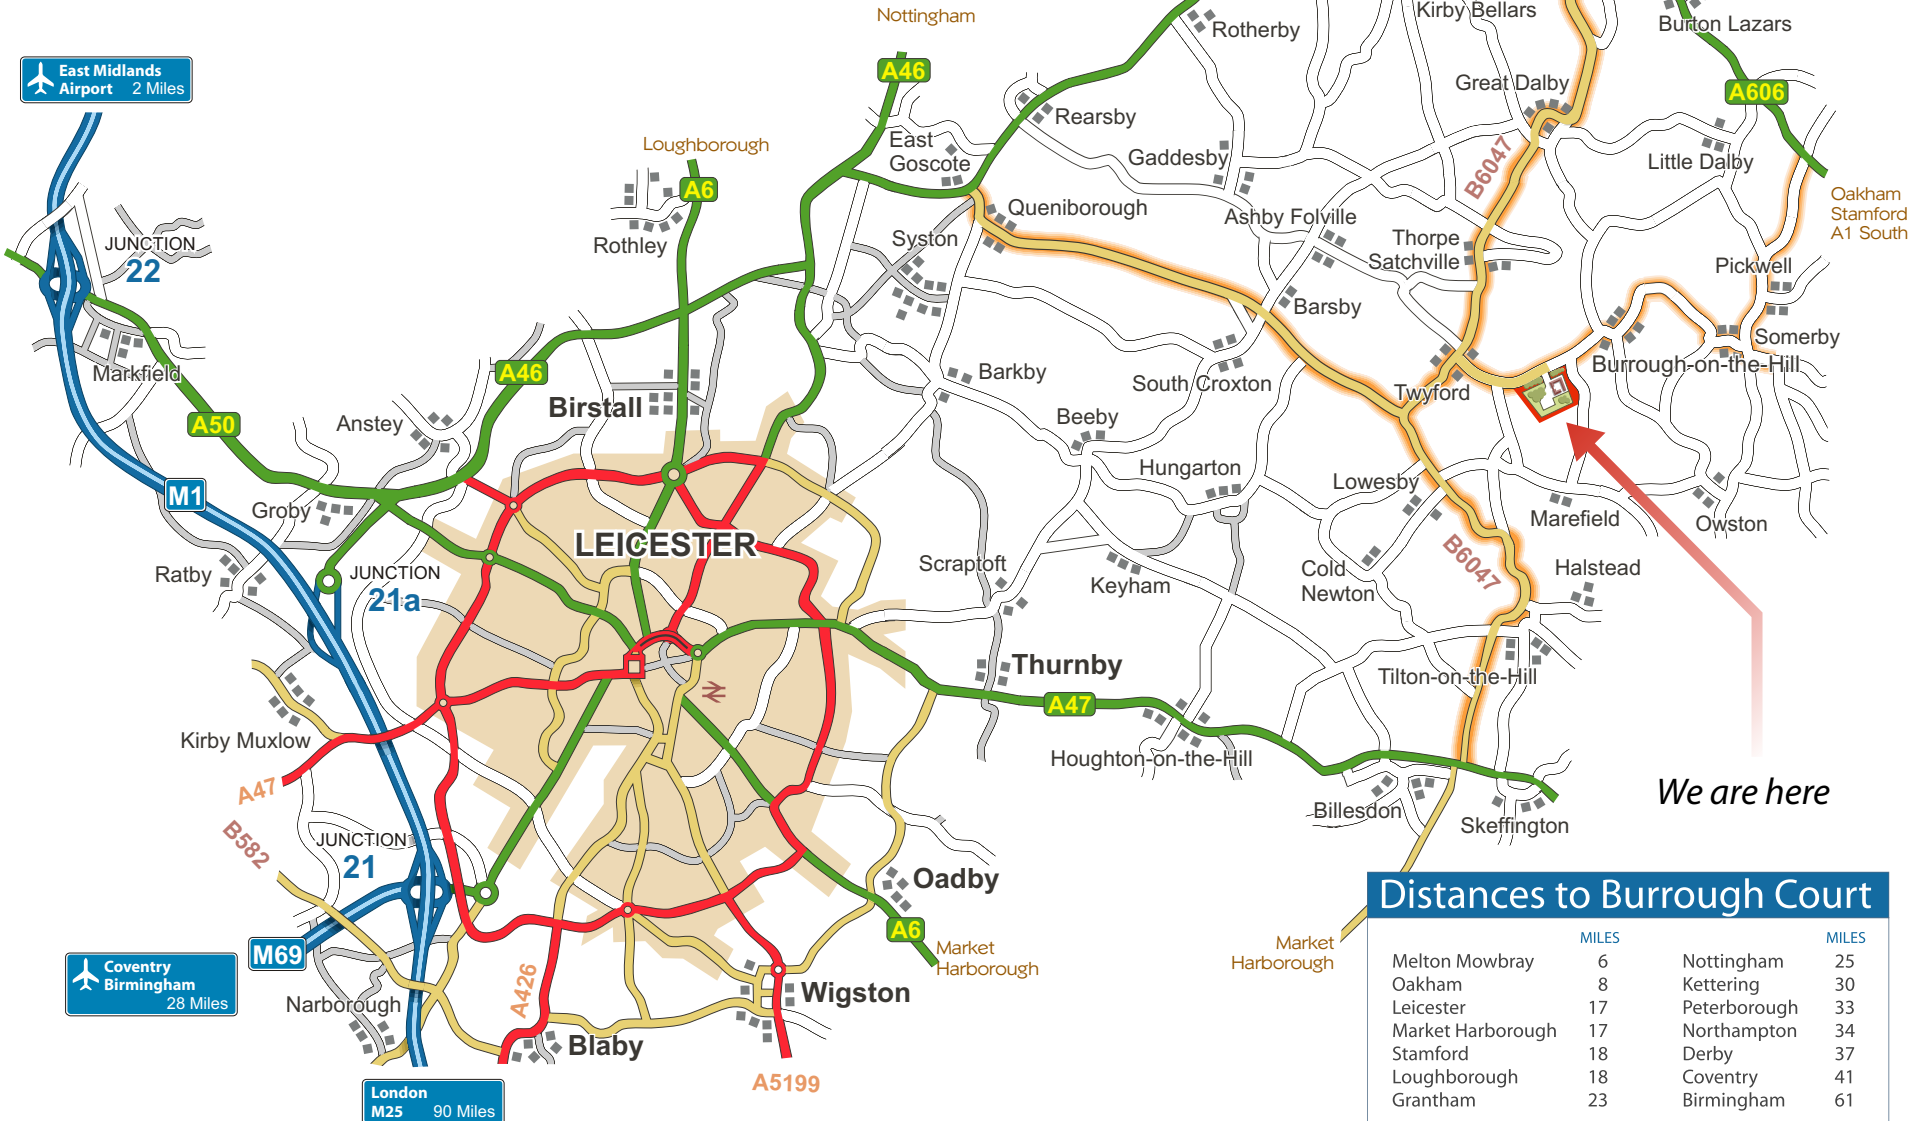 Nottingham
Kirby Bellars
Rotherby
Burton Lazars
East Midlands
Airport 2 Miles
A46
Great Dalby
A606
Rearsby
Loughborough
East
Goscote
Gaddesby
B6047
Little Dalby
A6
Oakham
Stamford
A1 South
Queniborough
Ashby Folville
Rothley
Syston
Thorpe
Satchville
JUNCTION
22
Pickwell
Barsby
Somerby
Markfield
A46
Barkby
South Croxton
Burrough-on-the-Hill
Twyford
Birstall
A50
Anstey
Beeby
Hungarton
Lowesby
M1
Groby
Marefield
Owston
LEICESTER
B6047
Scraptoft
Keyham
Cold
Newton
Halstead
Ratby
JUNCTION
21a
Thurnby
Tilton-on-the-Hill
A47
Kirby Muxlow
Houghton-on-the-Hill
A47
We are here
Billesdon
Skeffington
B582
JUNCTION
21
Oadby
A6
Market
Harborough
Market
Harborough
M69
Coventry
Birmingham
28 Miles
A426
Narborough
Wigston
Blaby
A5199
London
M25 90 Miles
Distances to Burrough Court
MILES MILES
Melton Mowbray 6 Nottingham 25
Oakham 8 Kettering 30
Leicester 17 Peterborough 33
Market Harborough 17 Northampton 34
Stamford 18 Derby 37
Loughborough 18 Coventry 41
Grantham 23 Birmingham 61